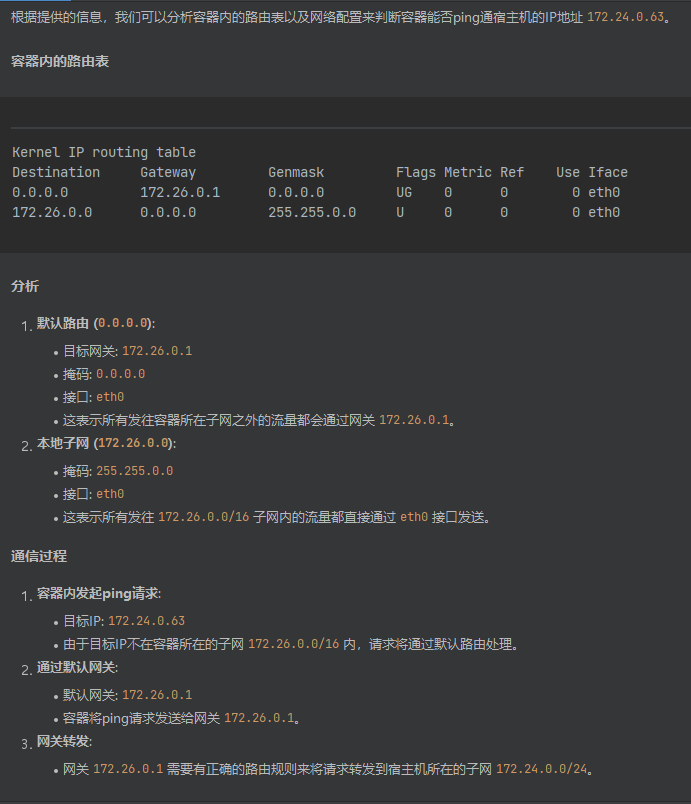 根据提供的信息，我们可以分析容器内的路由表以及网络配置来判断容器能否ping通宿主机的IP地址 172.24.0.63。
容器内的路由表
Kernel IP routing table
Destination     Gateway         Genmask         Flags Metric Ref    Use Iface
0.0.0.0         172.26.0.1      0.0.0.0         UG    0      0        0 eth0
172.26.0.0      0.0.0.0         255.255.0.0     U     0      0        0 eth0
分析
1. 默认路由 (0.0.0.0):
• 目标网关: 172.26.0.1
• 掩码: 0.0.0.0
• 接口: eth0
• 这表示所有发往容器所在子网之外的流量都会通过网关 172.26.0.1。
2. 本地子网 (172.26.0.0):
• 掩码: 255.255.0.0
• 接口: eth0
• 这表示所有发往 172.26.0.0/16 子网内的流量都直接通过 eth0 接口发送。
通信过程
1. 容器内发起ping请求:
• 目标IP: 172.24.0.63
• 由于目标IP不在容器所在的子网 172.26.0.0/16 内，请求将通过默认路由处理。
2. 通过默认网关:
• 默认网关: 172.26.0.1
• 容器将ping请求发送给网关 172.26.0.1。
3. 网关转发:
• 网关 172.26.0.1 需要有正确的路由规则来将请求转发到宿主机所在的子网 172.24.0.0/24。